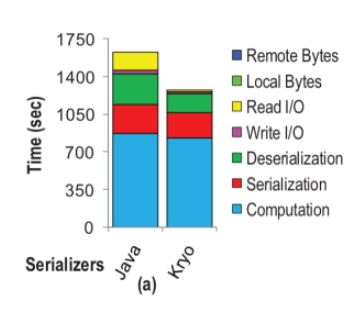 1750
1400
1050
700
350
0
Time (sec)
Remote Bytes
Local Bytes
Read I/O
Write I/O
Deserialization
Serialization
Computation
Serializers
Java
Kryo
(a)